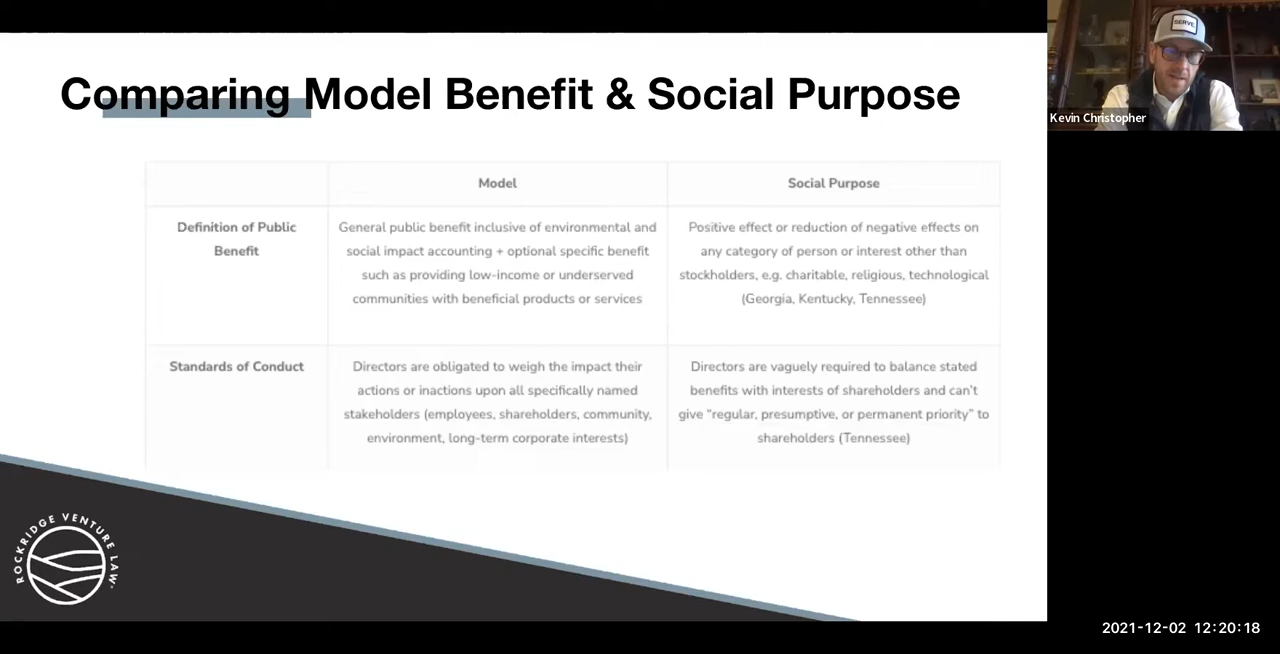 Comparing Model Benefit & Social Purpose
SERVE
Kevin Christopher
Model
Social Purpose
Definition of Public
Benefit
General public benefit inclusive of environmental and
social impact accounting + optional specific benefit
such as providing low-income or underserved
communities with beneficial products or services
Positive effect or reduction of negative effects on
any category of person or interest other than
stockholders, e.g. charitable, religious, technological
(Georgia, Kentucky, Tennessee)
Standards of Conduct
Directors are obligated to weigh the impact their
actions or inactions upon all specifically named
stakeholders (employees, shareholders, community,
environment, long-term corporate interests)
Directors are vaguely required to balance stated
benefits with interests of shareholders and can't
give “regular, presumptive, or permanent priority” to
shareholders (Tennessee)
ROCKRIDGE VENTURE LAW
2021-12-02 12:20:18